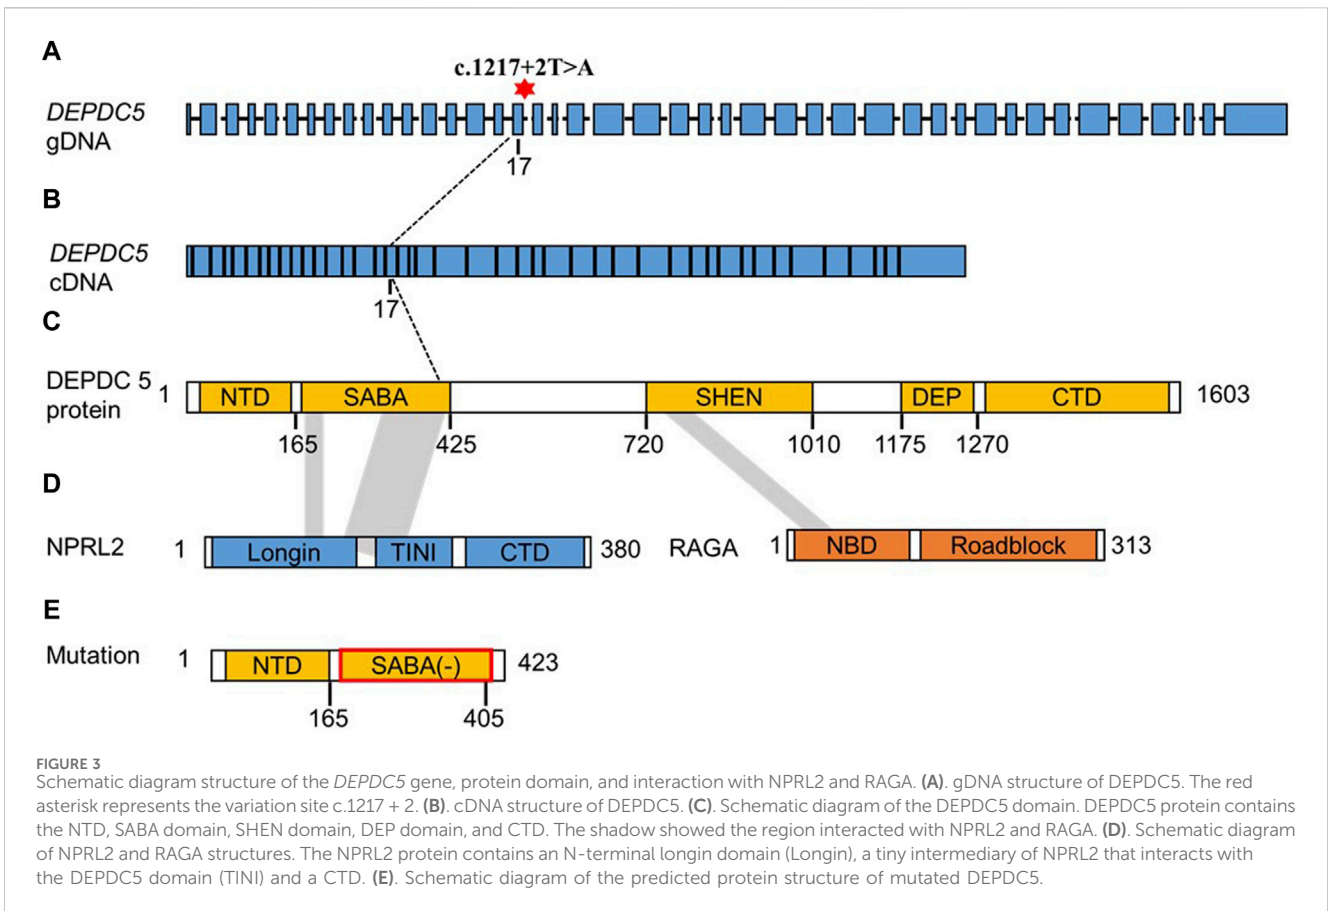 A
c.1217+2T>A
DEPDC5
gDNA
17
B
DEPDC5
cDNA
17
C
DEPDC 5
protein
1 NTD SABA SHEN DEP CTD 1603
165 425 720 1010 1175 1270
D
NPRL2 1 Longin TINI CTD 380 RAGA 1 NBD Roadblock 313
E
Mutation 1 NTD SABA(-) 423
165 405
FIGURE 3
Schematic diagram structure of the DEPDC5 gene, protein domain, and interaction with NPRL2 and RAGA. (A). gDNA structure of DEPDC5. The red
asterisk represents the variation site c.1217 + 2. (B). cDNA structure of DEPDC5. (C). Schematic diagram of the DEPDC5 domain. DEPDC5 protein contains
the NTD, SABA domain, SHEN domain, DEP domain, and CTD. The shadow showed the region interacted with NPRL2 and RAGA. (D). Schematic diagram
of NPRL2 and RAGA structures. The NPRL2 protein contains an N-terminal longin domain (Longin), a tiny intermediary of NPRL2 that interacts with
the DEPDC5 domain (TINI) and a CTD. (E). Schematic diagram of the predicted protein structure of mutated DEPDC5.